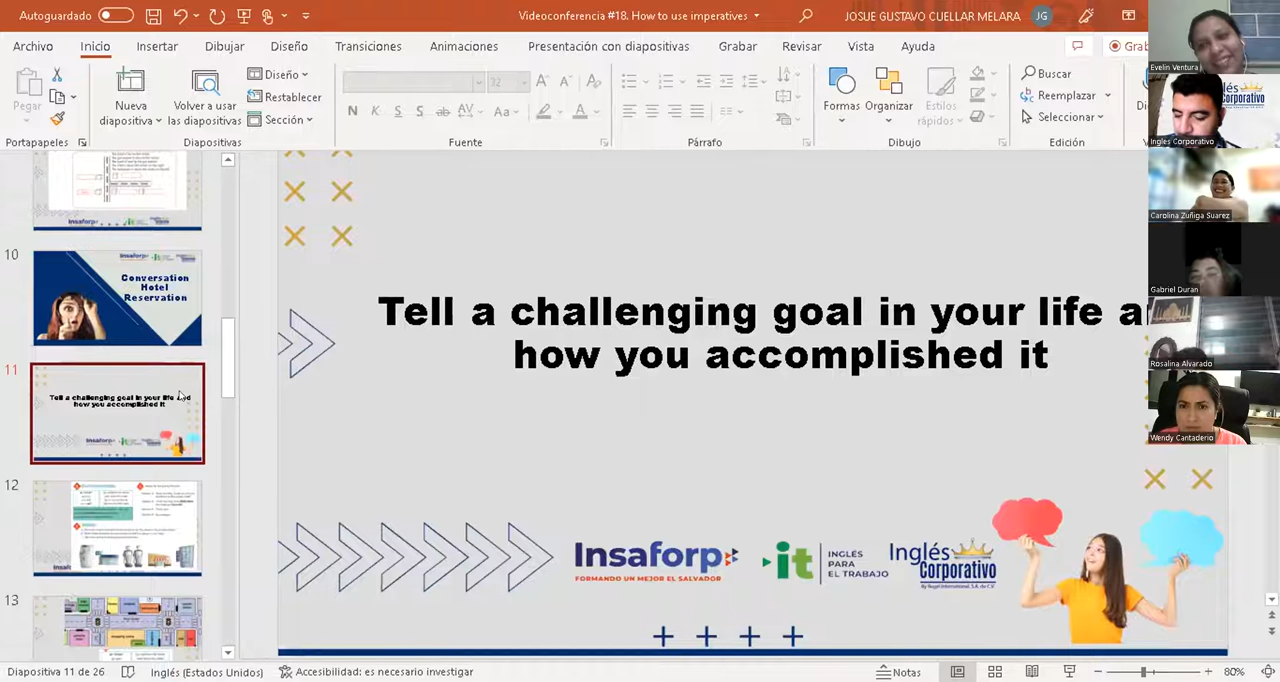 Autoguardado
Videoconferencia #18. How to use imperatives
JOSUE GUSTAVO CUELLAR MELARA
JG
Archivo
Inicio
Insertar
Dibujar
Diseño
Transiciones
Animaciones
Presentación con diapositivas
Grabar
Revisar
Vista
Ayuda
Pegar
Nueva diapositiva
Volver a usar las diapositivas
Diseño
Restablecer
Sección
N K S S ab AV Aa
Formas
Organizar
Estilos rápidos
Buscar
Reemplazar
Seleccionar
Portapapeles
Diapositivas
Fuente
Párrafo
Dibujo
Edición
10
Conversation
Hotel
Reservation
11
Tell a challenging goal in your life and
how you accomplished it
12
13
Tell a challenging goal in your life a
how you accomplished it
Insaforp
FORMANDO UN MEJOR EL SALVADOR
it
INGLÉS
PARA
EL TRABAJO
Inglés
Corporativo
Evelin Ventura
Ingles Corporativo
Carolina Zuñiga Suarez
Gabriel Duran
Rosalina Alvarado
Wendy Cantaderio
Diapositiva 11 de 26
Inglés (Estados Unidos)
Accesibilidad: es necesario investigar
Notas
80%